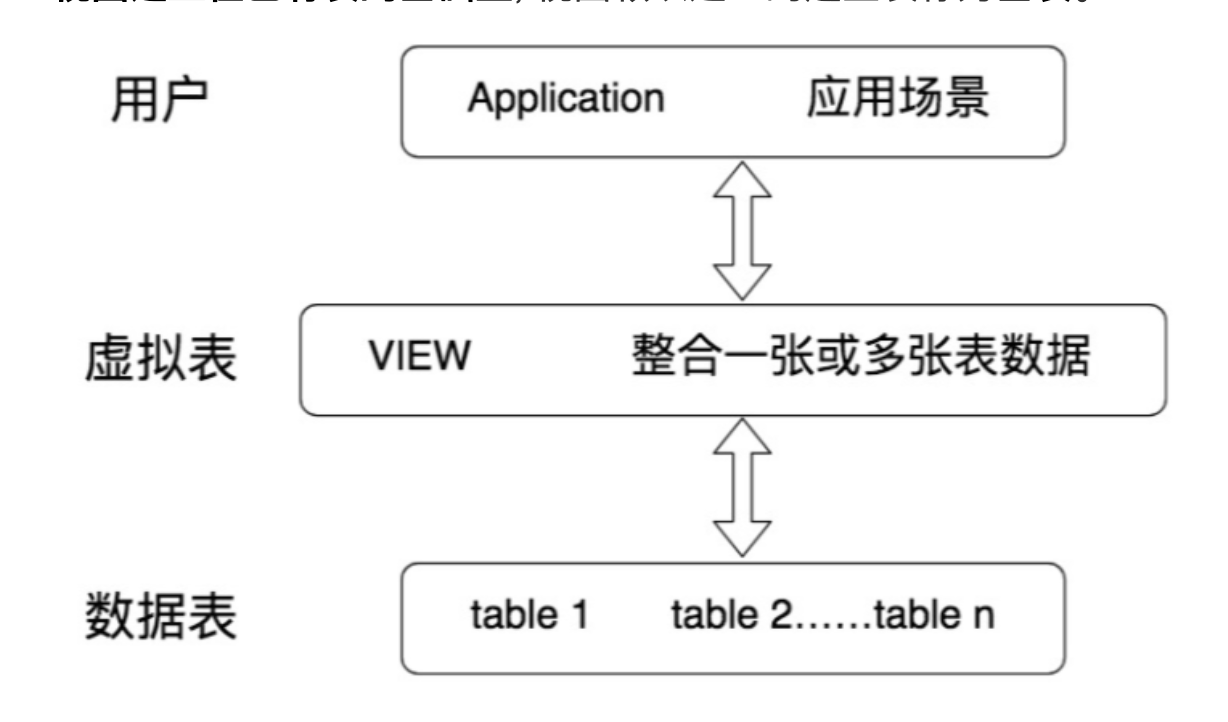 用户 Application 应用场景
虚拟表 VIEW 整合一张或多张表数据
数据表 table 1 table 2……table n